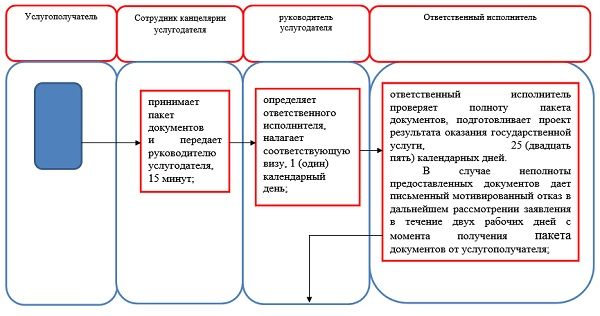 Услугополучатель
Сотрудник канцелярии
услугодателя
руководитель
услугодателя
Ответственный исполнитель
принимает
пакет
документов
и передает
руководителю
услугодателя,
15 минут;
определяет
ответственного
исполнителя,
налагает
соответствующую
визу, 1 (один)
календарный
день;
ответственный исполнитель
проверяет полноту пакета
документов, подготовливает проект
результата оказания государственной
услуги, 25 (двадцать
пять) календарных дней.
В случае неполноты
предоставленных документов дает
письменный мотивированный отказ в
дальнейшем рассмотрении заявления
в течение двух рабочих дней с
момента получения пакета
документов от услугополучателя;